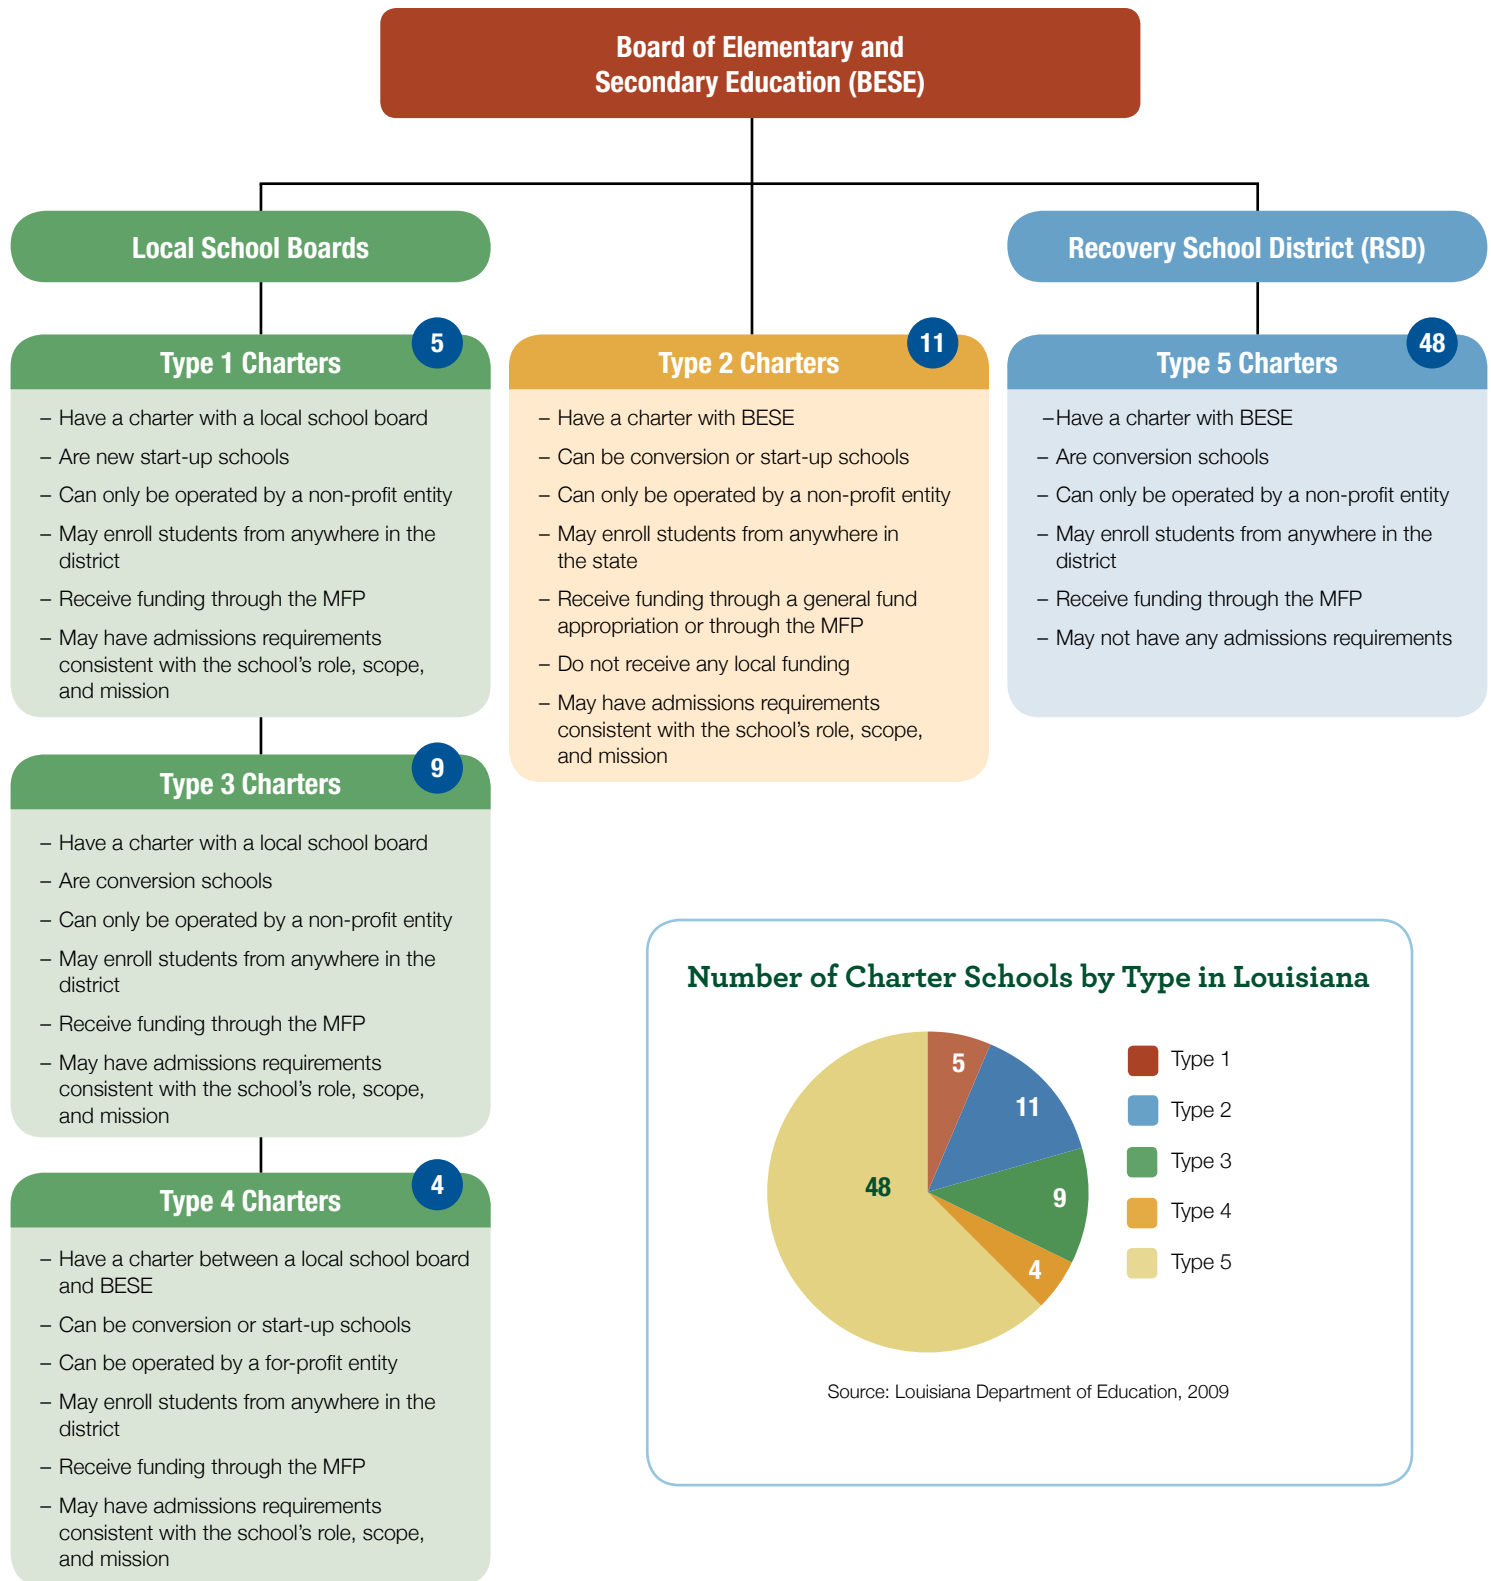 Board of Elementary and
Secondary Education (BESE)
Local School Boards
Recovery School District (RSD)
5
Type 1 Charters
– Have a charter with a local school board
– Are new start-up schools
– Can only be operated by a non-profit entity
– May enroll students from anywhere in the
district
– Receive funding through the MFP
– May have admissions requirements
consistent with the school’s role, scope,
and mission
11
Type 2 Charters
– Have a charter with BESE
– Can be conversion or start-up schools
– Can only be operated by a non-profit entity
– May enroll students from anywhere in
the state
– Receive funding through a general fund
appropriation or through the MFP
– Do not receive any local funding
– May have admissions requirements
consistent with the school’s role, scope,
and mission
48
Type 5 Charters
–Have a charter with BESE
– Are conversion schools
– Can only be operated by a non-profit entity
– May enroll students from anywhere in the
district
– Receive funding through the MFP
– May not have any admissions requirements
9
Type 3 Charters
– Have a charter with a local school board
– Are conversion schools
– Can only be operated by a non-profit entity
– May enroll students from anywhere in the
district
– Receive funding through the MFP
– May have admissions requirements
consistent with the school’s role, scope,
and mission
4
Type 4 Charters
– Have a charter between a local school board
and BESE
– Can be conversion or start-up schools
– Can be operated by a for-profit entity
– May enroll students from anywhere in the
district
– Receive funding through the MFP
– May have admissions requirements
consistent with the school’s role, scope,
and mission
Number of Charter Schools by Type in Louisiana
5
11
9
4
48
Type 1
Type 2
Type 3
Type 4
Type 5
Source: Louisiana Department of Education, 2009